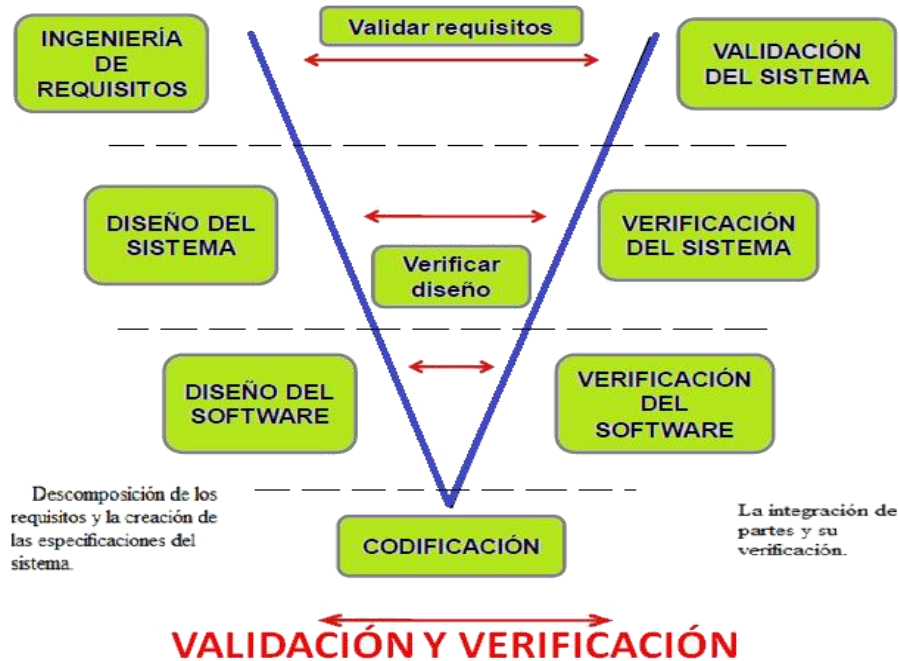 INGENIERÍA
DE
REQUISITOS
Validar requisitos
VALIDACIÓN
DEL SISTEMA
DISEÑO DEL
SISTEMA
Verificar
diseño
VERIFICACIÓN
DEL SISTEMA
DISEÑO DEL
SOFTWARE
VERIFICACIÓN
DEL
SOFTWARE
Descomposición de los
requisitos y la creación de
las especificaciones del
sistema.
CODIFICACIÓN
La integración de
partes y su
verificación.
VALIDACIÓN Y VERIFICACIÓN